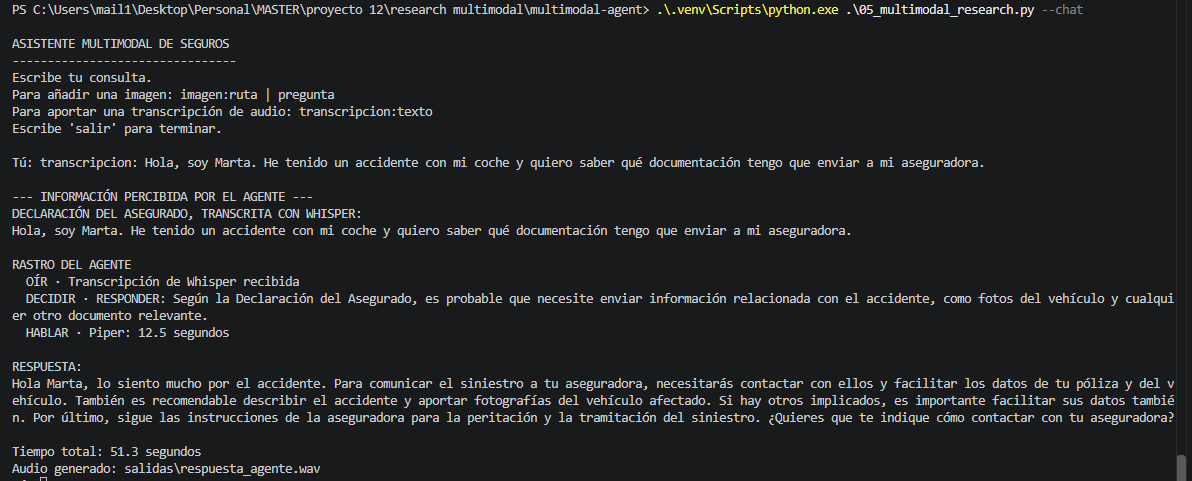 PS C:\Users\mail1\Desktop\Personal\MASTER\proyecto 12\research multimodal\multimodal-agent> .\.venv\Scripts\python.exe .\05_multimodal_research.py --chat
ASISTENTE MULTIMODAL DE SEGUROS
--------------------------------
Escribe tu consulta.
Para añadir una imagen: imagen:ruta | pregunta
Para aportar una transcripción de audio: transcripcion:texto
Escribe 'salir' para terminar.
Tú: transcripcion: Hola, soy Marta. He tenido un accidente con mi coche y quiero saber qué documentación tengo que enviar a mi aseguradora.
--- INFORMACIÓN PERCIBIDA POR EL AGENTE ---
DECLARACIÓN DEL ASEGURADO, TRANSCRITA CON WHISPER:
Hola, soy Marta. He tenido un accidente con mi coche y quiero saber qué documentación tengo que enviar a mi aseguradora.
RASTRO DEL AGENTE
OÍR · Transcripción de Whisper recibida
DECIDIR · RESPONDER: Según la Declaración del Asegurado, es probable que necesite enviar información relacionada con el accidente, como fotos del vehículo y cualqui
er otro documento relevante.
HABLAR · Piper: 12.5 segundos
RESPUESTA:
Hola Marta, lo siento mucho por el accidente. Para comunicar el siniestro a tu aseguradora, necesitarás contactar con ellos y facilitar los datos de tu póliza y del v
ehículo. También es recomendable describir el accidente y aportar fotografías del vehículo afectado. Si hay otros implicados, es importante facilitar sus datos tambié
n. Por último, sigue las instrucciones de la aseguradora para la peritación y la tramitación del siniestro. ¿Quieres que te indique cómo contactar con tu aseguradora?
Tiempo total: 51.3 segundos
Audio generado: salidas\respuesta_agente.wav